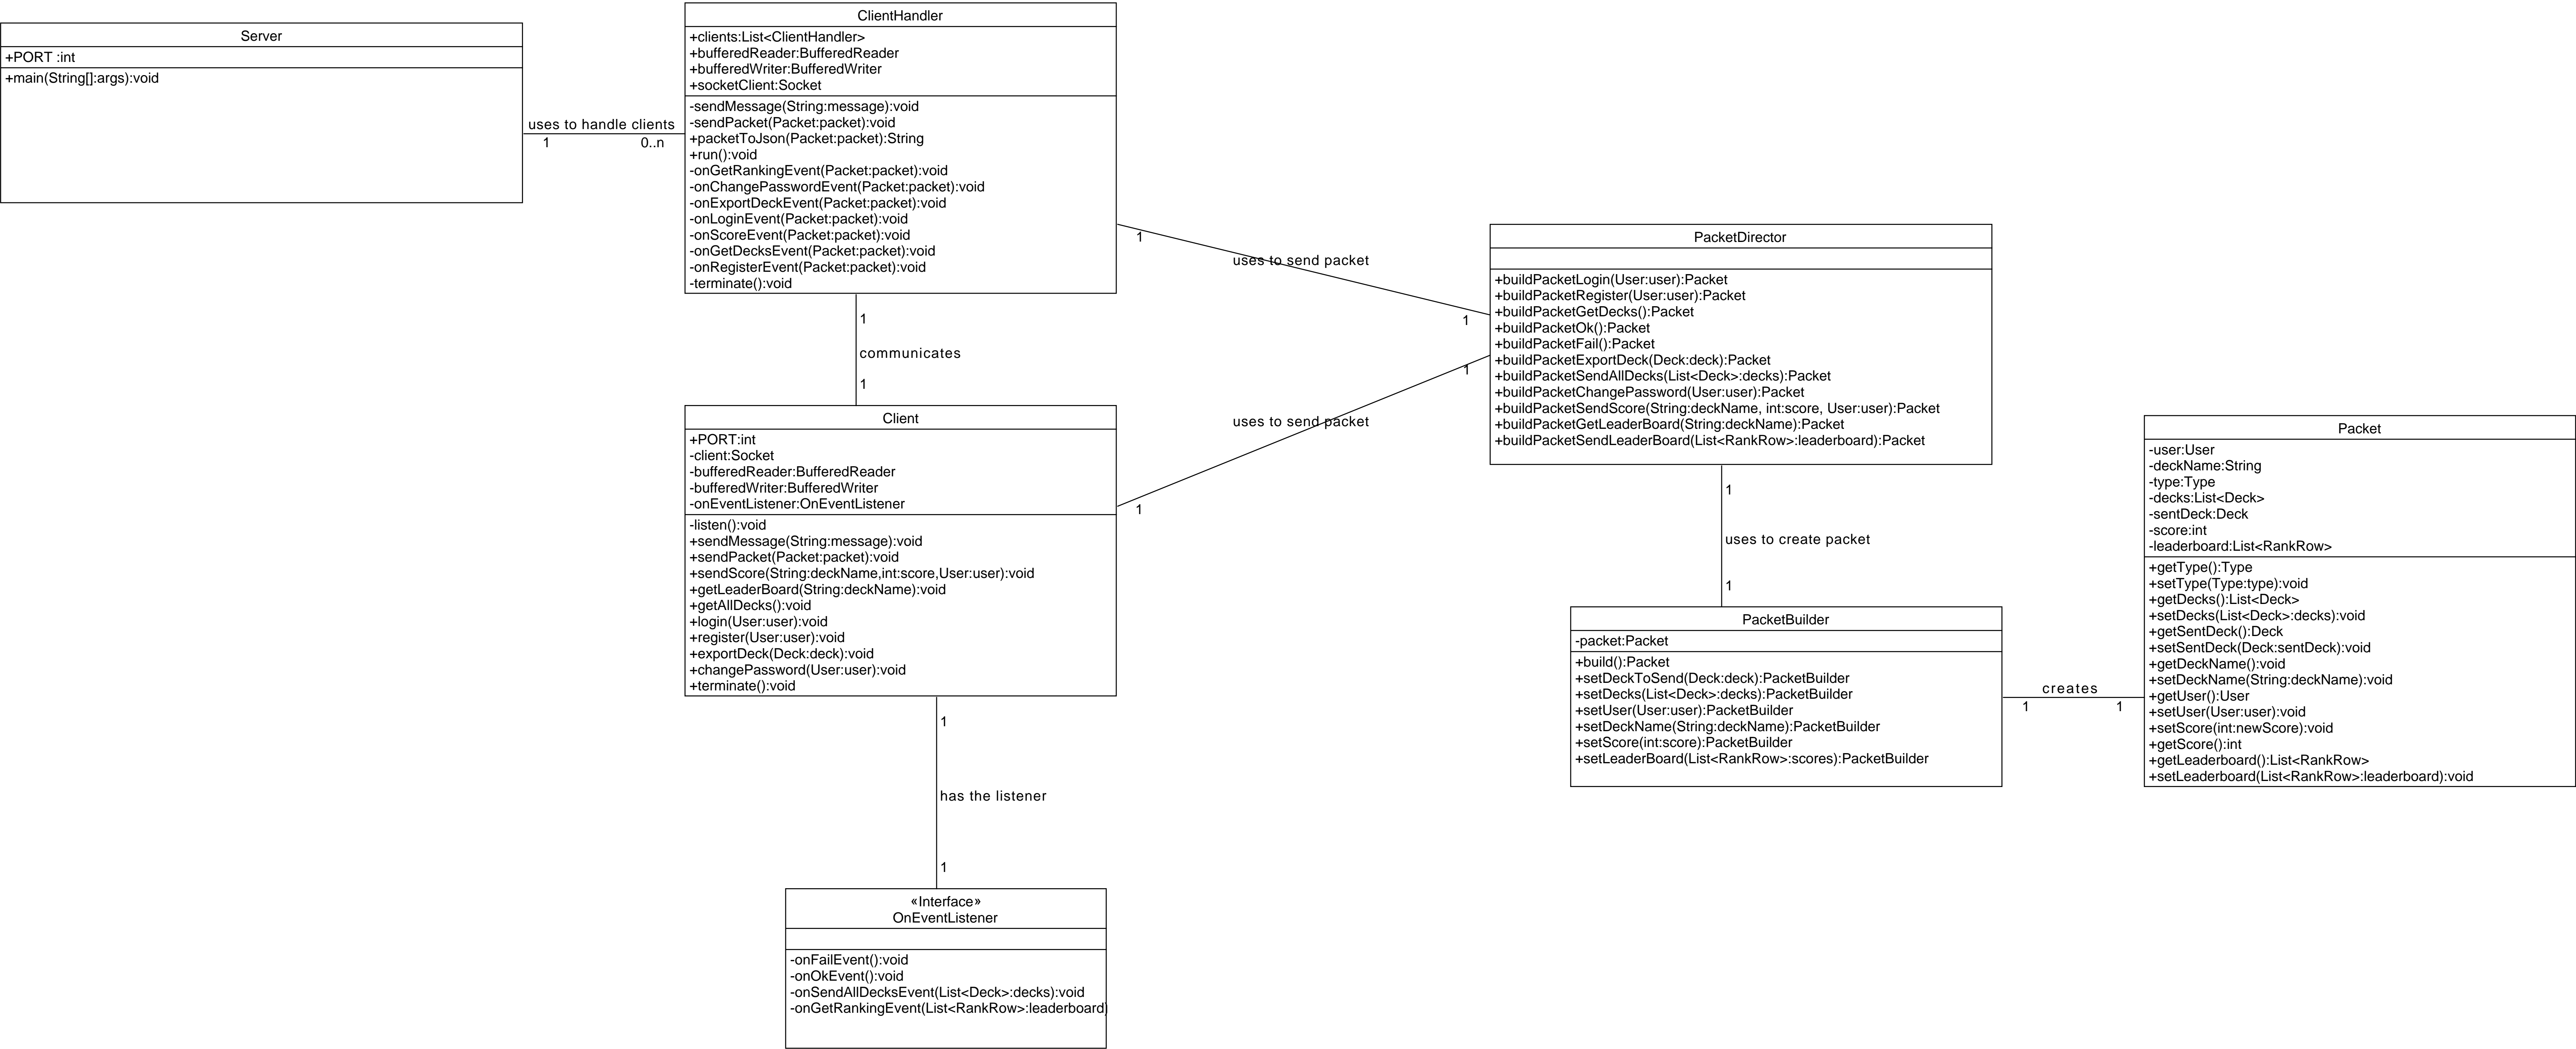 Server
+PORT :int
+main(String[]:args):void
uses to handle clients
1
0..n
ClientHandler
+clients:List<ClientHandler>
+bufferedReader:BufferedReader
+bufferedWriter:BufferedWriter
+socketClient:Socket
-sendMessage(String:message):void
-sendPacket(Packet:packet):void
+packetToJson(Packet:packet):String
+run():void
-onGetRankingEvent(Packet:packet):void
-onChangePasswordEvent(Packet:packet):void
-onExportDeckEvent(Packet:packet):void
-onLoginEvent(Packet:packet):void
-onScoreEvent(Packet:packet):void
-onGetDecksEvent(Packet:packet):void
-onRegisterEvent(Packet:packet):void
-terminate():void
1
uses to send packet
1
1
communicates
1
Client
+PORT:int
-client:Socket
-bufferedReader:BufferedReader
-bufferedWriter:BufferedWriter
-onEventListener:OnEventListener
-listen():void
+sendMessage(String:message):void
+sendPacket(Packet:packet):void
+sendScore(String:deckName,int:score,User:user):void
+getLeaderBoard(String:deckName):void
+getAllDecks():void
+login(User:user):void
+register(User:user):void
+exportDeck(Deck:deck):void
+changePassword(User:user):void
+terminate():void
1
uses to send packet
1
1
has the listener
1
«Interface»
OnEventListener
-onFailEvent():void
-onOkEvent():void
-onSendAllDecksEvent(List<Deck>:decks):void
-onGetRankingEvent(List<RankRow>:leaderboard)
PacketDirector
+buildPacketLogin(User:user):Packet
+buildPacketRegister(User:user):Packet
+buildPacketGetDecks():Packet
+buildPacketOk():Packet
+buildPacketFail():Packet
+buildPacketExportDeck(Deck:deck):Packet
+buildPacketSendAllDecks(List<Deck>:decks):Packet
+buildPacketChangePassword(User:user):Packet
+buildPacketSendScore(String:deckName, int:score, User:user):Packet
+buildPacketGetLeaderBoard(String:deckName):Packet
+buildPacketSendLeaderBoard(List<RankRow>:leaderboard):Packet
1
uses to create packet
1
PacketBuilder
-packet:Packet
+build():Packet
+setDeckToSend(Deck:deck):PacketBuilder
+setDecks(List<Deck>:decks):PacketBuilder
+setUser(User:user):PacketBuilder
+setDeckName(String:deckName):PacketBuilder
+setScore(int:score):PacketBuilder
+setLeaderBoard(List<RankRow>:scores):PacketBuilder
creates
1
1
Packet
-user:User
-deckName:String
-type:Type
-decks:List<Deck>
-sentDeck:Deck
-score:int
-leaderboard:List<RankRow>
+getType():Type
+setType(Type:type):void
+getDecks():List<Deck>
+setDecks(List<Deck>:decks):void
+getSentDeck():Deck
+setSentDeck(Deck:sentDeck):void
+getDeckName():void
+setDeckName(String:deckName):void
+getUser():User
+setUser(User:user):void
+setScore(int:newScore):void
+getScore():int
+getLeaderboard():List<RankRow>
+setLeaderboard(List<RankRow>:leaderboard):void